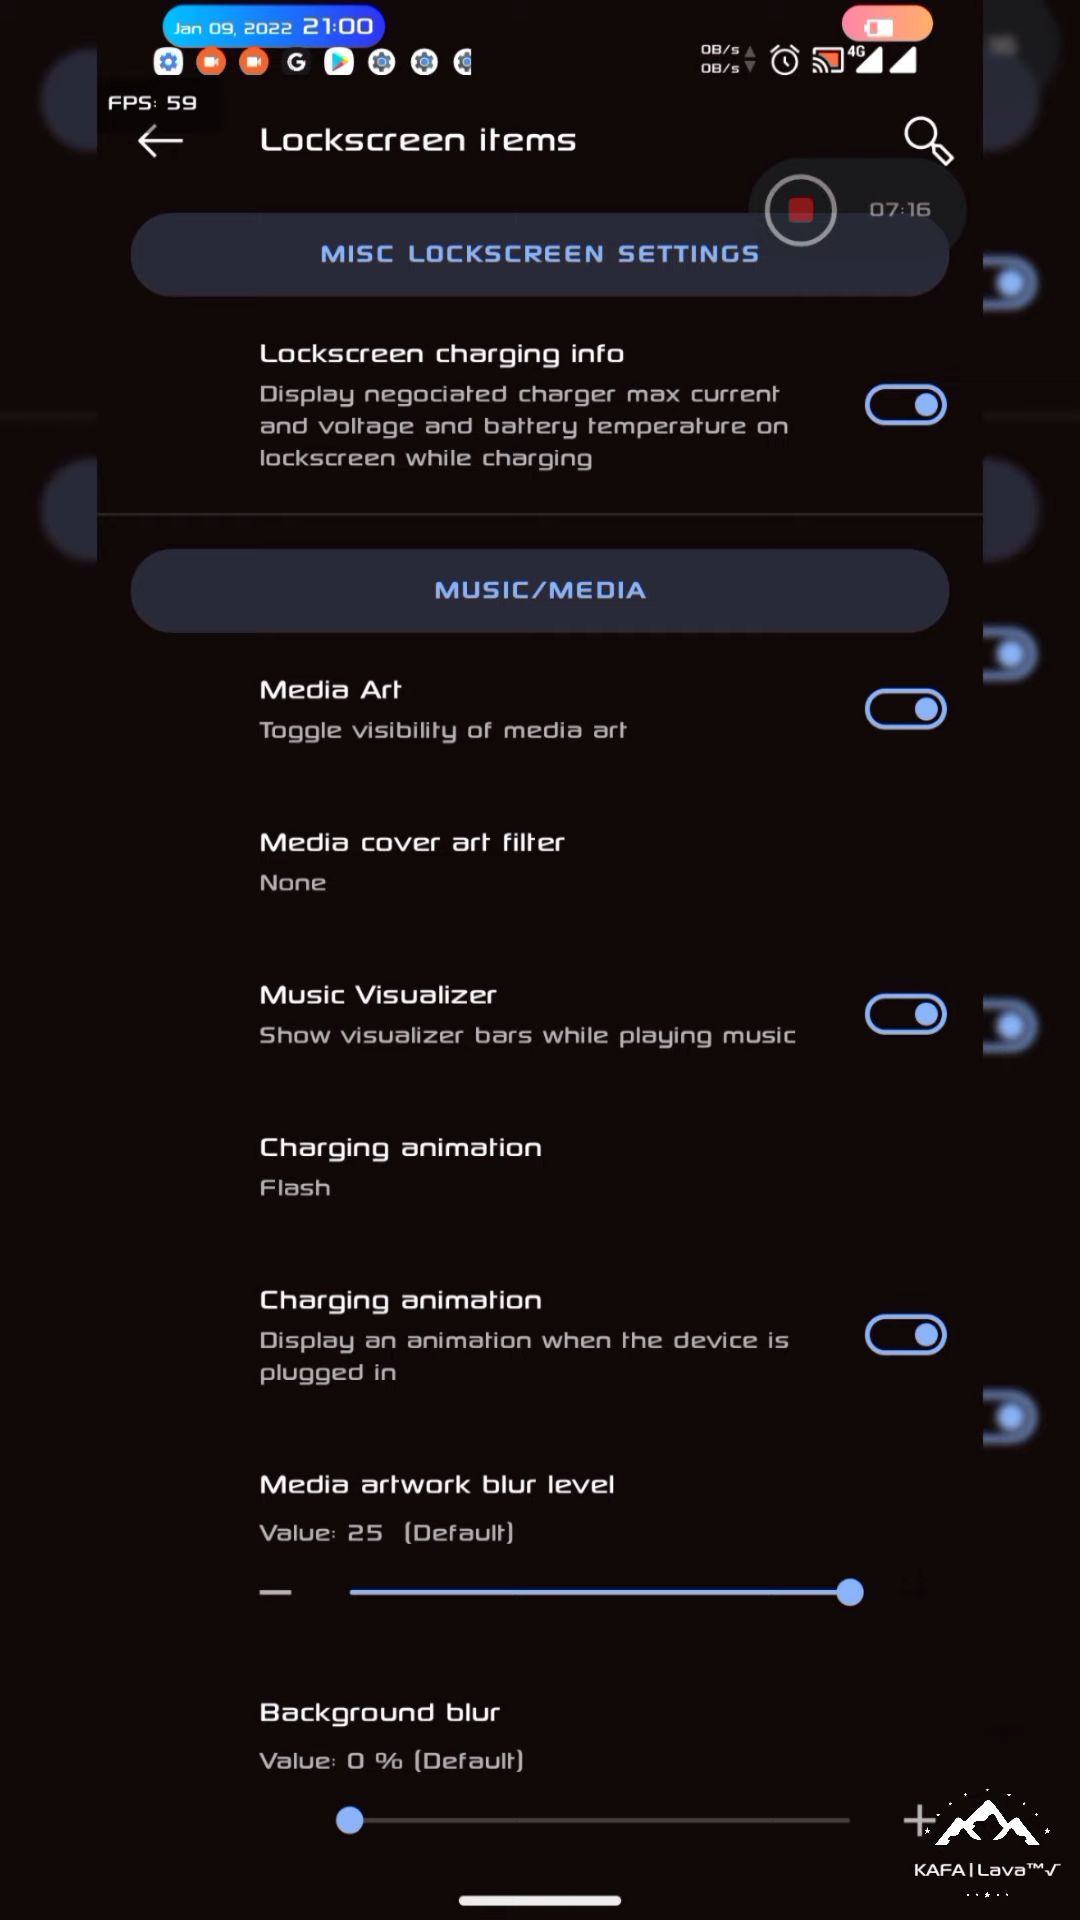 Jan 09, 2022 21:00
0B/s
0B/s
4G
FPS: 59
Lockscreen items
07:16
MISC LOCKSCREEN SETTINGS
Lockscreen charging info
Display negociated charger max current
and voltage and battery temperature on
lockscreen while charging
MUSIC/MEDIA
Media Art
Toggle visibility of media art
Media cover art filter
None
Music Visualizer
Show visualizer bars while playing music
Charging animation
Flash
Charging animation
Display an animation when the device is
plugged in
Media artwork blur level
Value: 25 (Default)
Background blur
Value: 0 % (Default)
KAFA|Lava™√